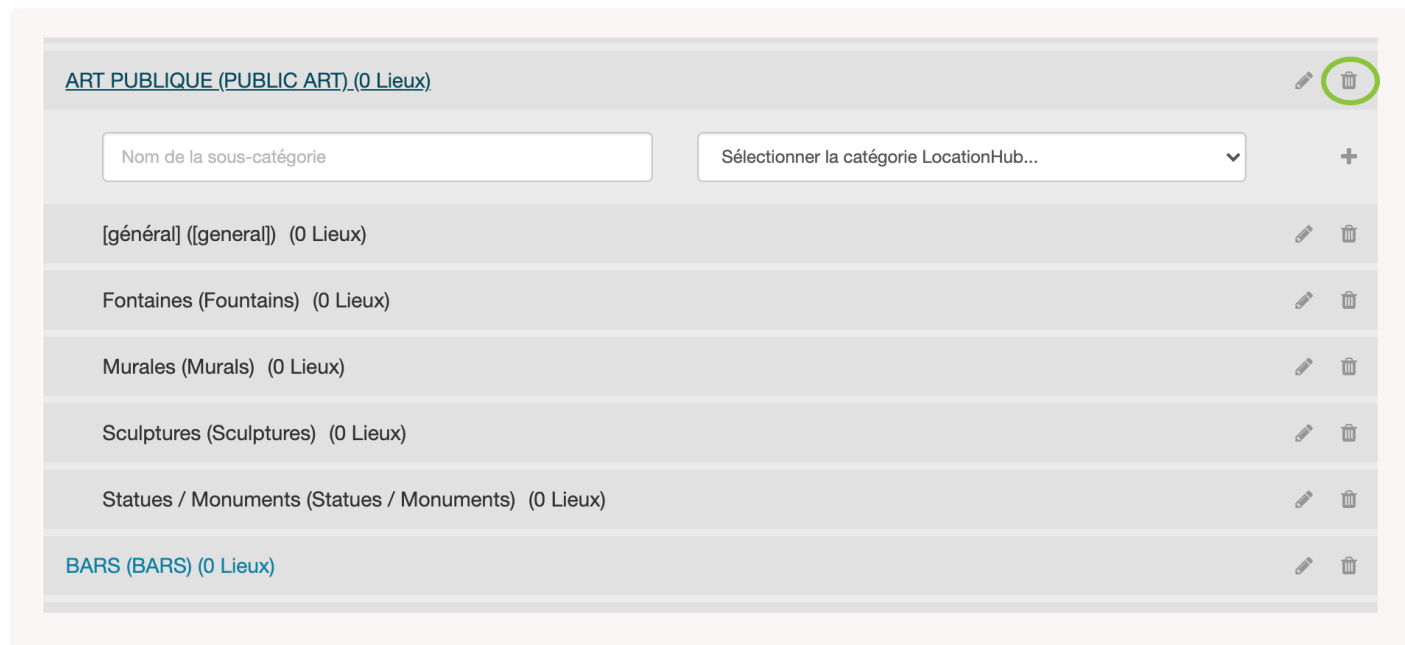 ART PUBLIQUE (PUBLIC ART) (0 Lieux)
Nom de la sous-catégorie
Sélectionner la catégorie LocationHub...
[général] ([general]) (0 Lieux)
Fontaines (Fountains) (0 Lieux)
Murales (Murals) (0 Lieux)
Sculptures (Sculptures) (0 Lieux)
Statues / Monuments (Statues / Monuments) (0 Lieux)
BARS (BARS) (0 Lieux)